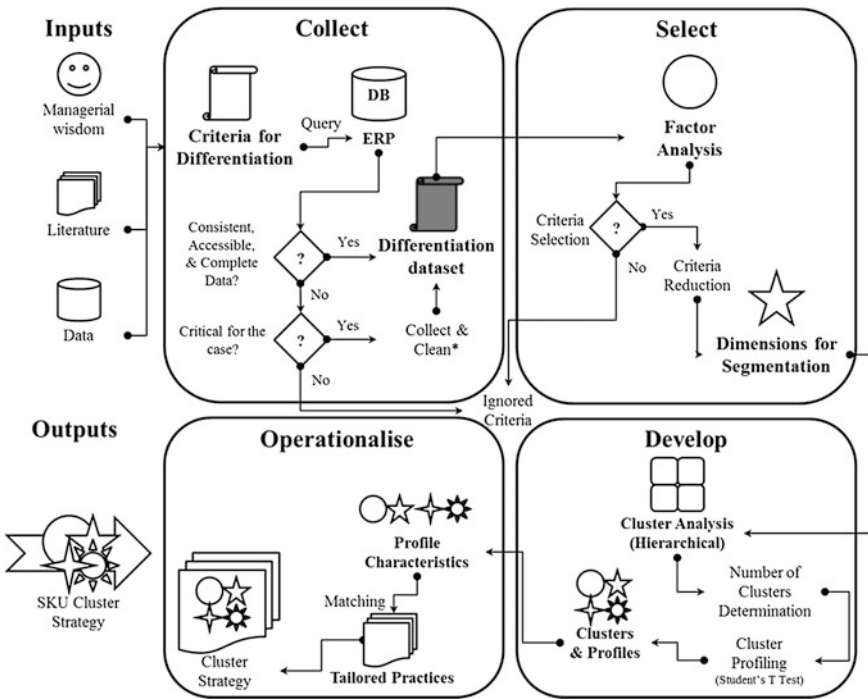 Inputs
Managerial
wisdom
Literature
Data
Collect
Criteria for
Differentiation
Query
DB
ERP
Consistent,
Accessible,
& Complete
Data?
?
Yes
No
Differentiation
dataset
Critical for the
case?
?
Yes
No
Collect &
Clean*
Select
Factor
Analysis
Criteria
Selection
?
Yes
No
Criteria
Reduction
Dimensions for
Segmentation
Ignored
Criteria
Outputs
SKU Cluster
Strategy
Operationalise
Profile
Characteristics
Matching
Cluster
Strategy
Tailored Practices
Develop
Cluster Analysis
(Hierarchical)
Number of
Clusters
Determination
Cluster
Profiling
(Student's T Test)
Clusters
& Profiles